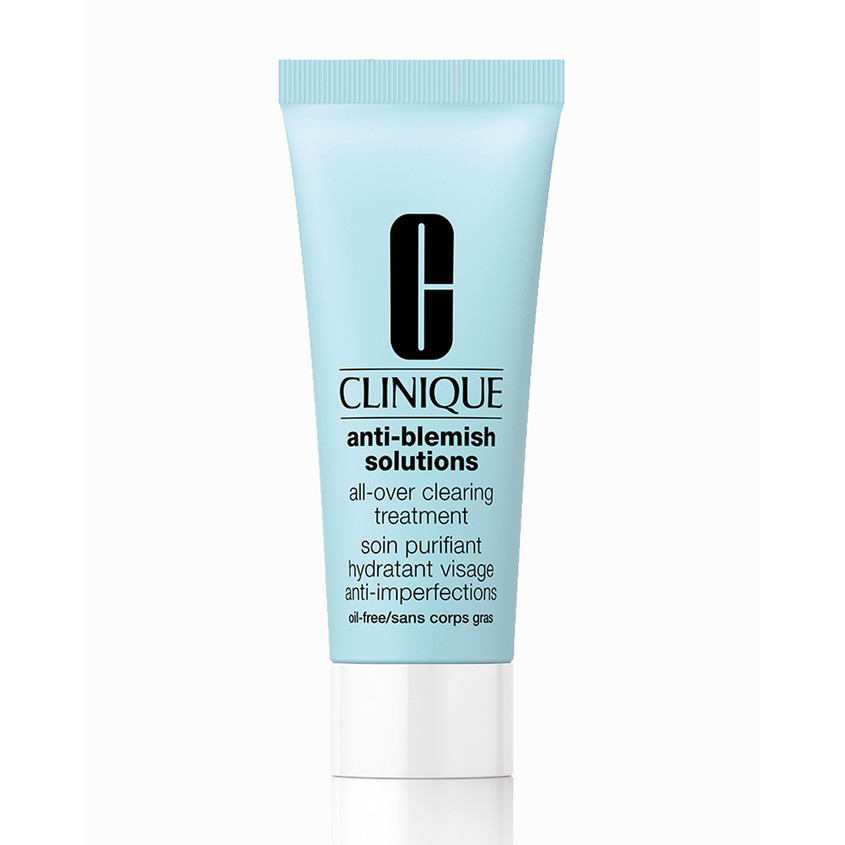 C
CLINIQUE
anti-blemish
solutions
all-over clearing
treatment
soin purifiant
hydratant visage
anti-imperfections
oil-free/sans corps gras